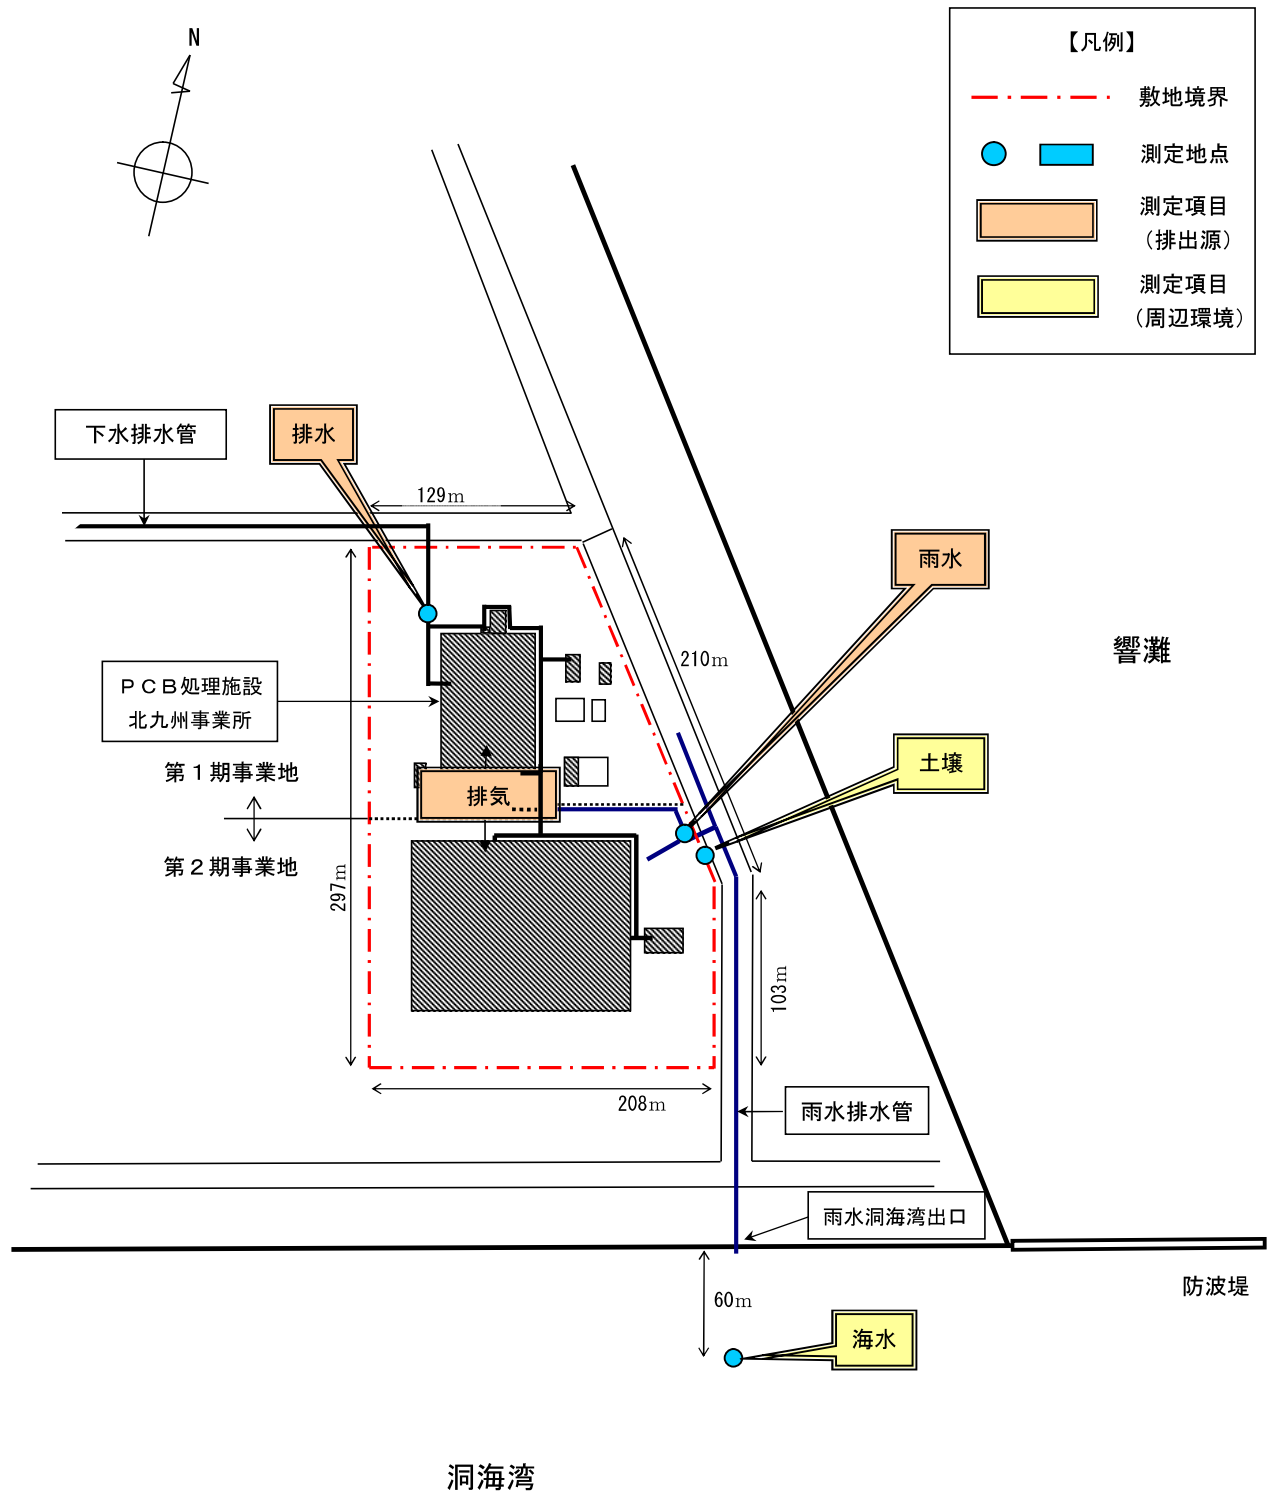 N
【凡例】
敷地境界
測定地点
測定項目
（排出源）
測定項目
（周辺環境）
下水排水管
排水
129m
雨水
210m
響灘
ＰＣＢ処理施設
北九州事業所
土壌
第１期事業地
排気
第２期事業地
297m
103m
208m
雨水排水管
雨水洞海湾出口
防波堤
60m
海水
洞海湾